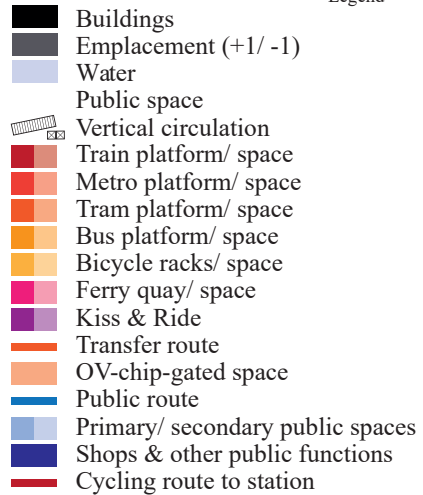 Legend
Buildings
Emplacement (+1/ -1)
Water
Public space
Vertical circulation
Train platform/ space
Metro platform/ space
Tram platform/ space
Bus platform/ space
Bicycle racks/ space
Ferry quay/ space
Kiss & Ride
Transfer route
OV-chip-gated space
Public route
Primary/ secondary public spaces
Shops & other public functions
Cycling route to station